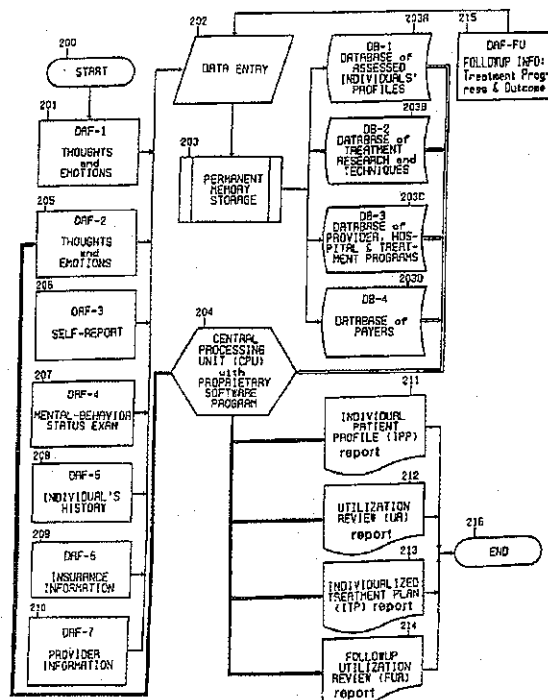 200
START
201
DAF-1
THOUGHTS
and
EMOTIONS
205
DAF-2
THOUGHTS
and
EMOTIONS
206
DAF-3
SELF-REPORT
207
DAF-4
MENTAL-BEHAVIOR
STATUS EXAM
208
DAF-5
INDIVIDUAL'S
HISTORY
209
DAF-6
INSURANCE
INFORMATION
210
DAF-7
PROVIDER
INFORMATION
202
DATA ENTRY
203
PERMANENT
MEMORY
STORAGE
204
CENTRAL
PROCESSING
UNIT (CPU)
with
PROPRIETARY
SOFTWARE
PROGRAM
203A
DB-1
DATABASE of
ASSESSED
INDIVIDUALS'
PROFILES
203B
DB-2
DATABASE of
TREATMENT
RESEARCH and
TECHNIQUES
203C
DB-3
DATABASE of
PROVIDER, HOS-
PITAL & TREATMENT
PROGRAMS
203D
DB-4
DATABASE of
PAYERS
215
DAF-FU
FOLLOWUP INFO:
Treatment Prog-
ress & Outcome
211
INDIVIDUAL
PATIENT
PROFILE (IPP)
report
212
UTILIZATION
REVIEW (UR)
report
213
INDIVIDUALIZED
TREATMENT PLAN
(ITP) report
214
FOLLOWUP
UTILIZATION
REVIEW (FUR)
report
216
END